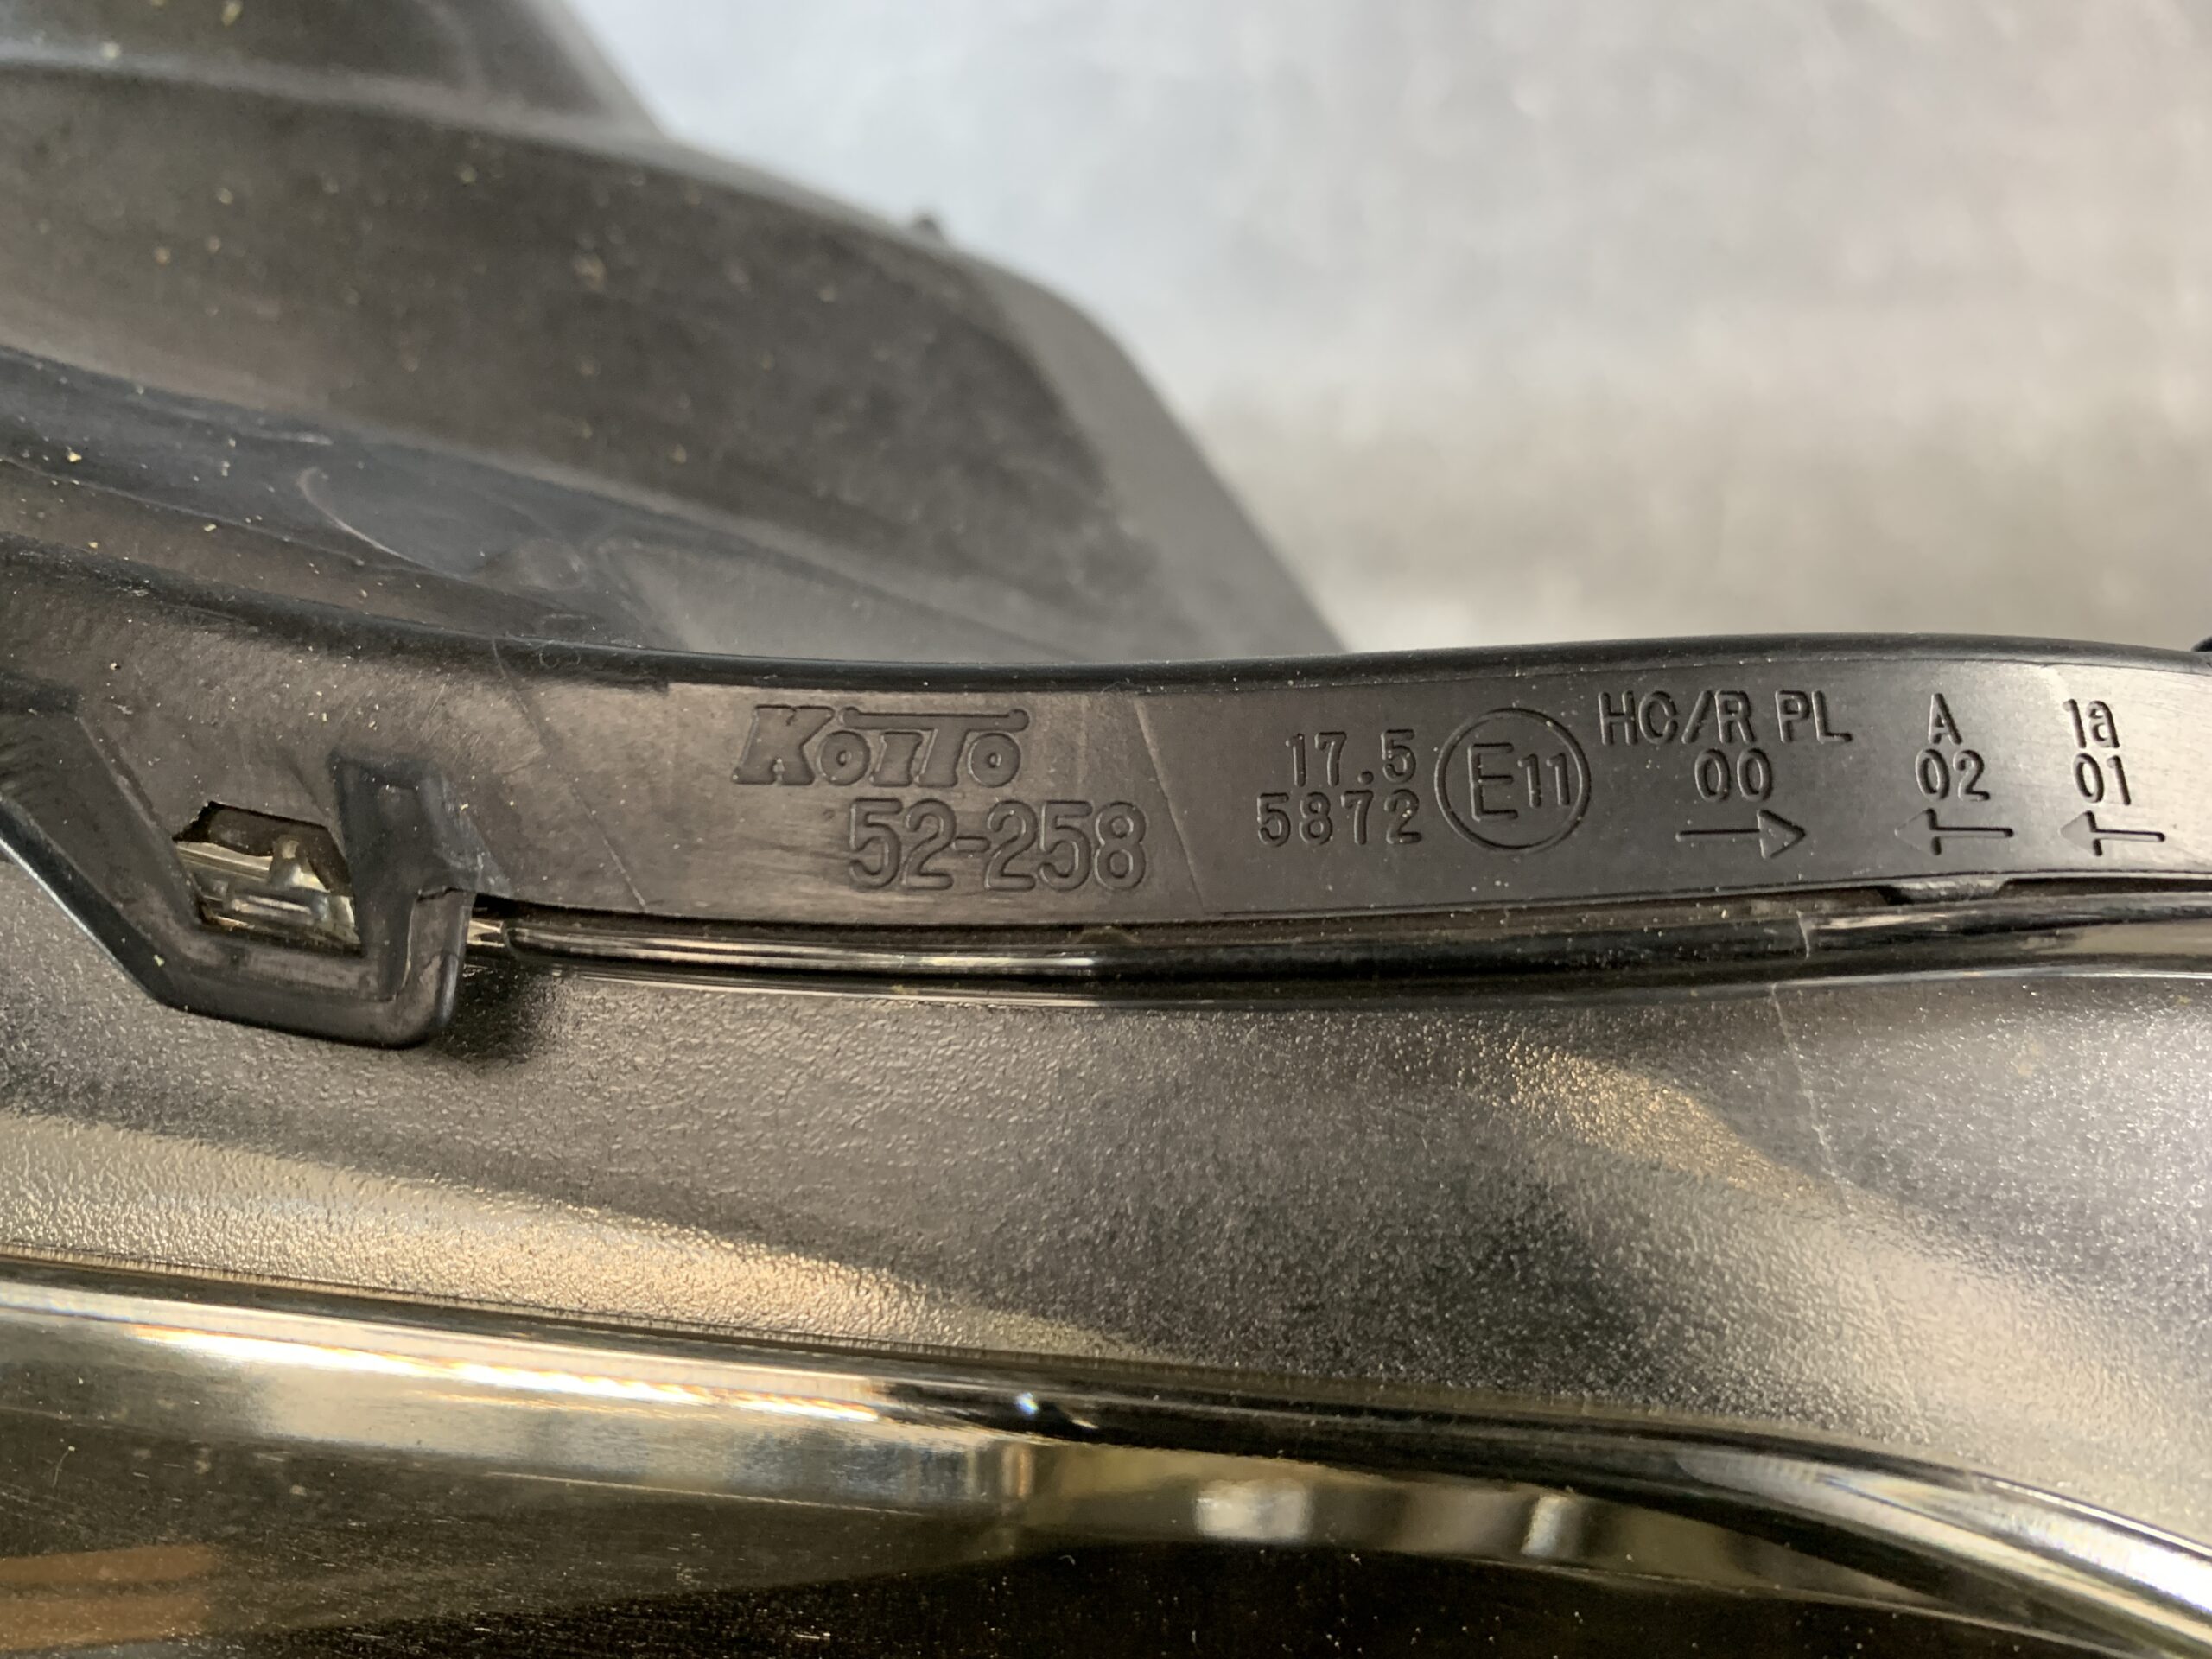 KOITO
52-258
17.5
5872
E11
HC/R PL
00
→
A
02
←
1a
01
←